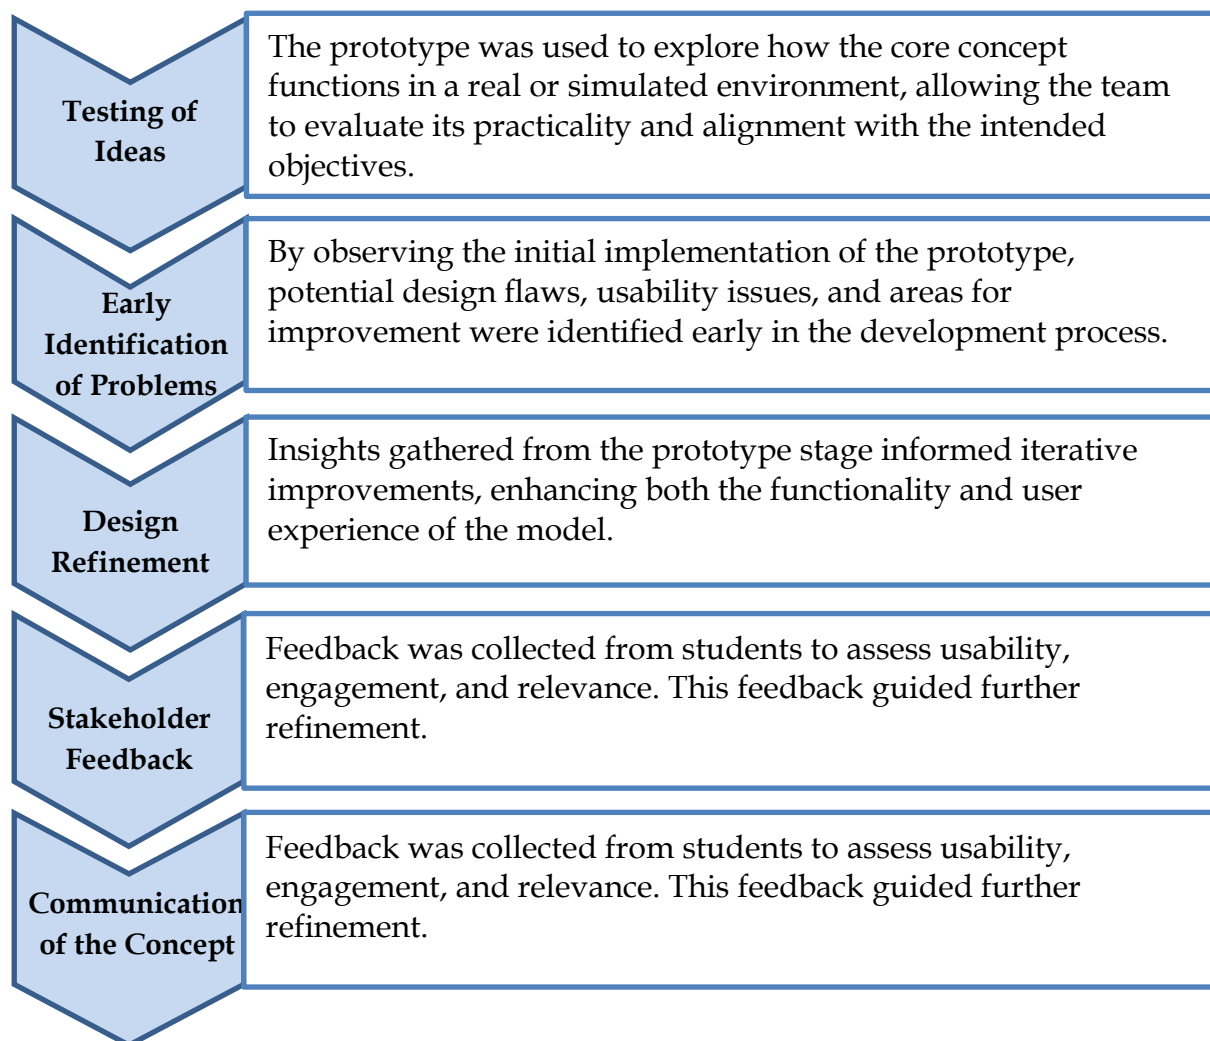 Testing of
Ideas
The prototype was used to explore how the core concept
functions in a real or simulated environment, allowing the team
to evaluate its practicality and alignment with the intended
objectives.
Early
Identification
of Problems
By observing the initial implementation of the prototype,
potential design flaws, usability issues, and areas for
improvement were identified early in the development process.
Design
Refinement
Insights gathered from the prototype stage informed iterative
improvements, enhancing both the functionality and user
experience of the model.
Stakeholder
Feedback
Feedback was collected from students to assess usability,
engagement, and relevance. This feedback guided further
refinement.
Communication
of the Concept
Feedback was collected from students to assess usability,
engagement, and relevance. This feedback guided further
refinement.